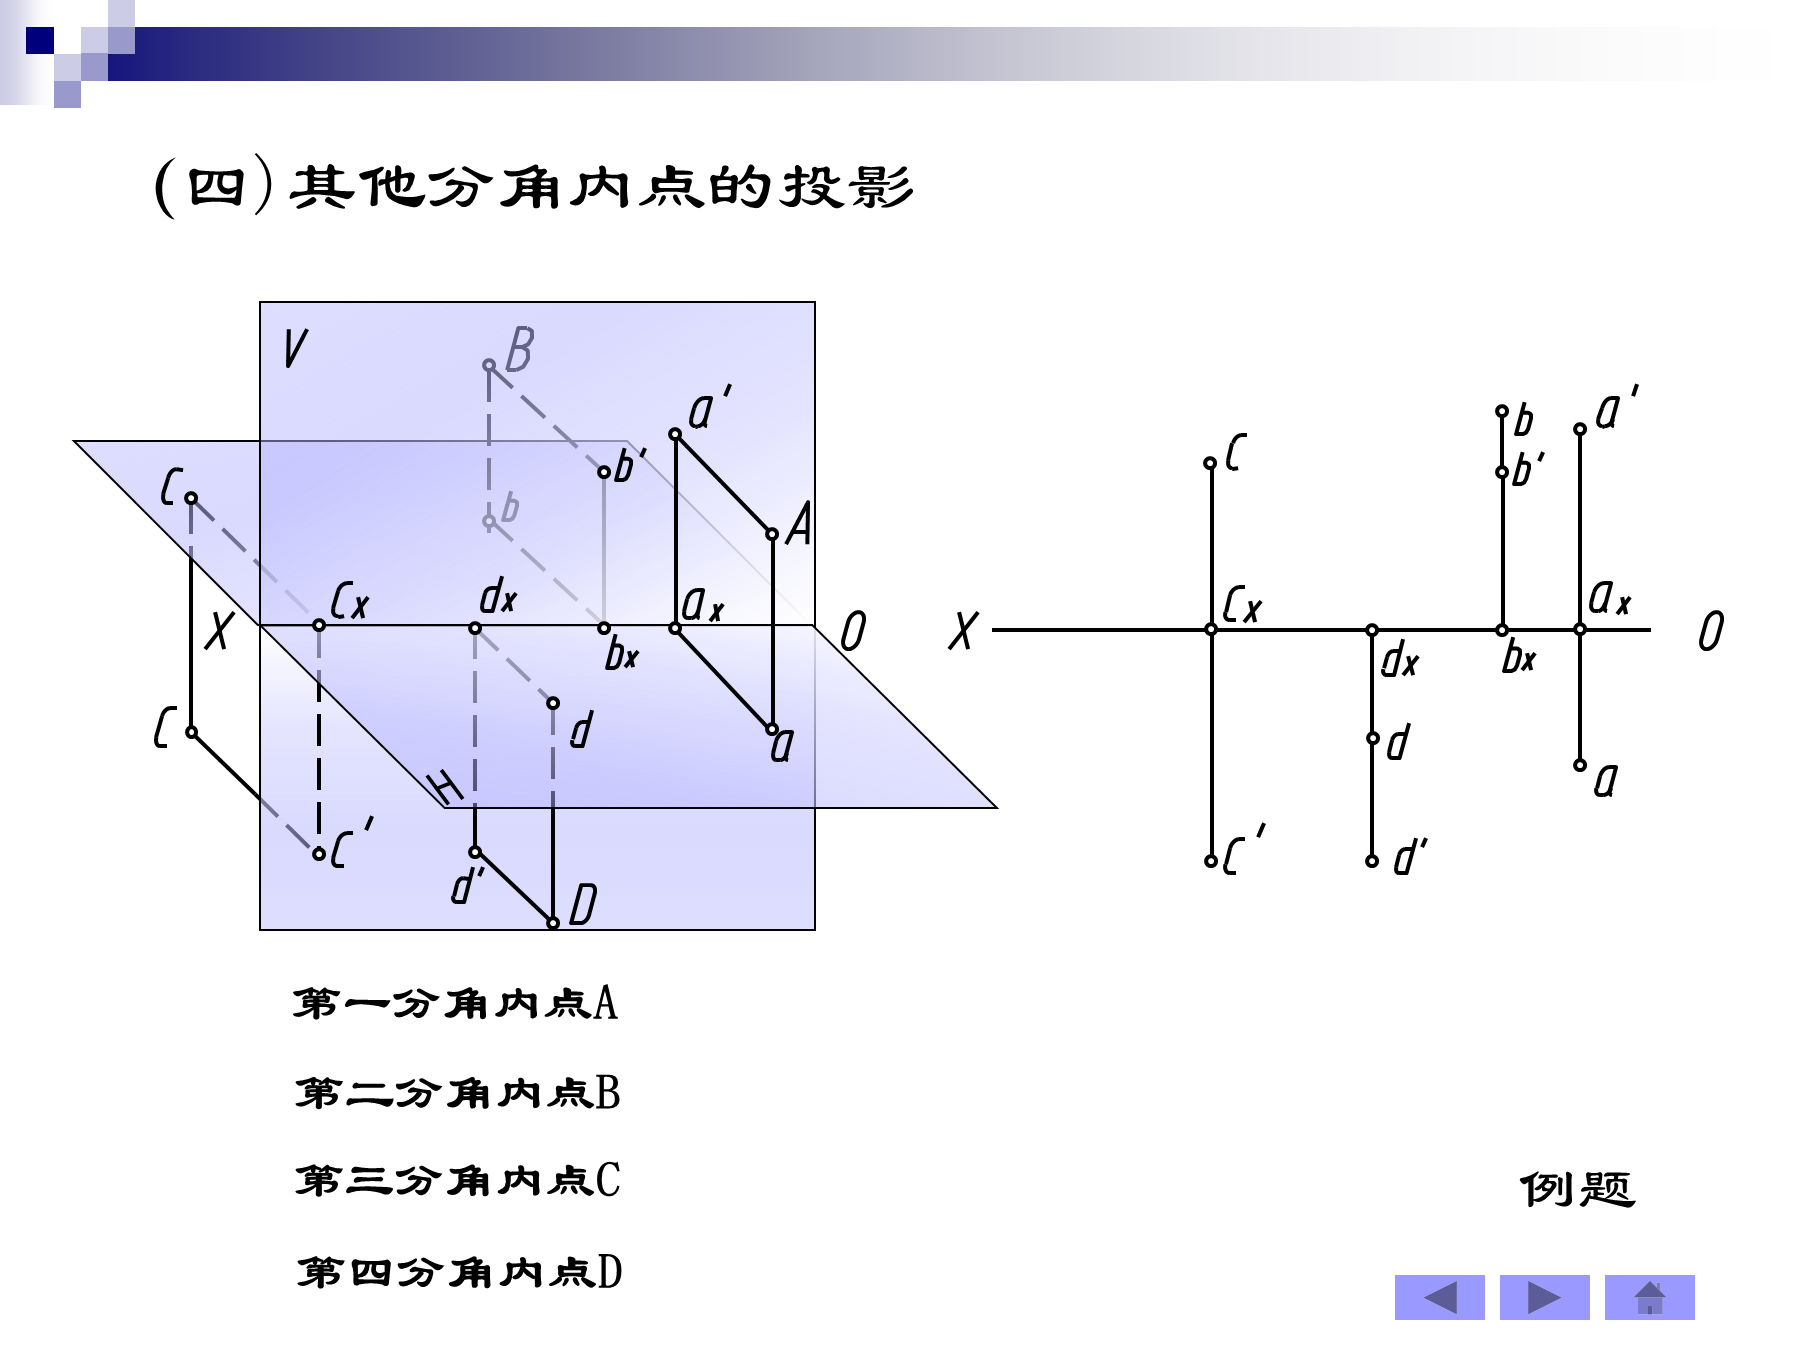 (四)其他分角内点的投影
V
B
a'
b'
C
b
A
Cx
dx
ax
X
O
bx
C
d
a
H
C'
d'
D
b
a'
C
b'
Cx
ax
X
O
dx
bx
d
a
C'
d'
第一分角内点A
第二分角内点B
第三分角内点C
第四分角内点D
例题